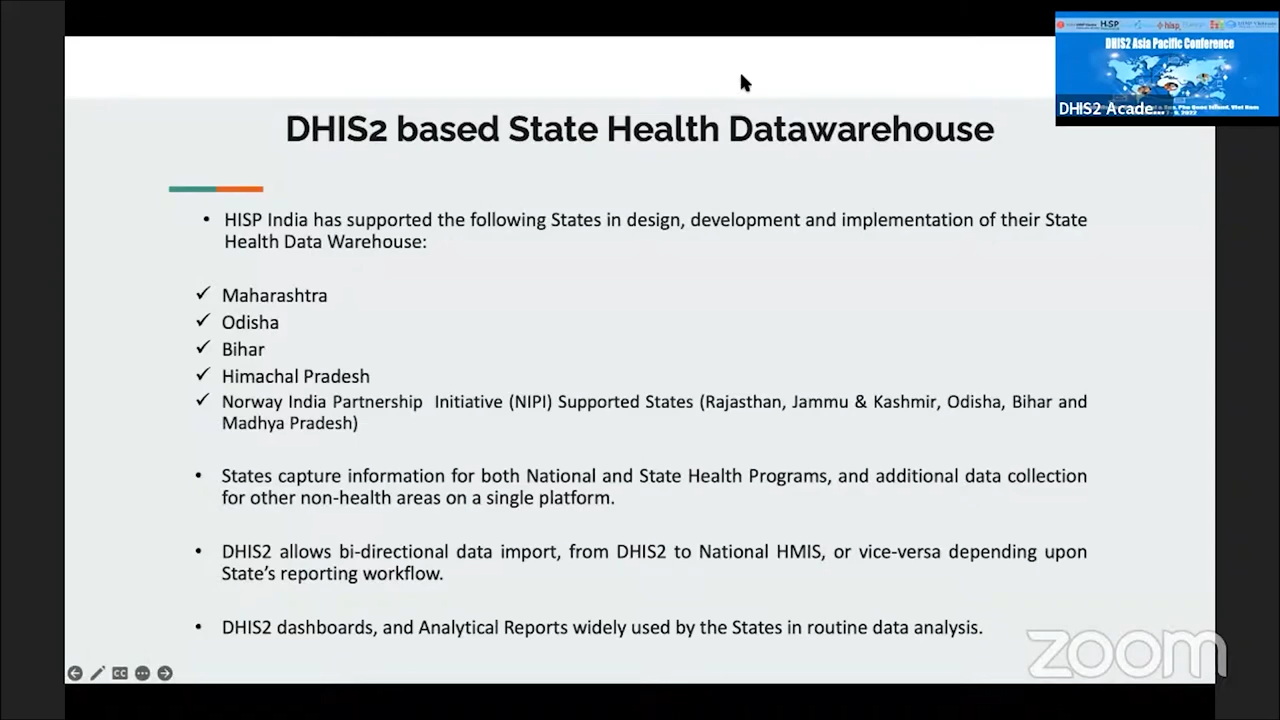 DHIS2 Asia Pacific Conference
DHIS2 Acade...
DHIS2 based State Health Datawarehouse
• HISP India has supported the following States in design, development and implementation of their State
Health Data Warehouse:
✓ Maharashtra
✓ Odisha
✓ Bihar
✓ Himachal Pradesh
✓ Norway India Partnership Initiative (NIPI) Supported States (Rajasthan, Jammu & Kashmir, Odisha, Bihar and
Madhya Pradesh)
• States capture information for both National and State Health Programs, and additional data collection
for other non-health areas on a single platform.
• DHIS2 allows bi-directional data import, from DHIS2 to National HMIS, or vice-versa depending upon
State's reporting workflow.
• DHIS2 dashboards, and Analytical Reports widely used by the States in routine data analysis.
CC
zoom